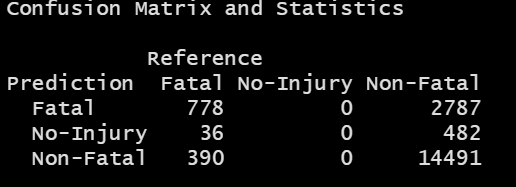 Confusion Matrix and Statistics
Reference
Prediction Fatal No-Injury Non-Fatal
Fatal 778 0 2787
No-Injury 36 0 482
Non-Fatal 390 0 14491